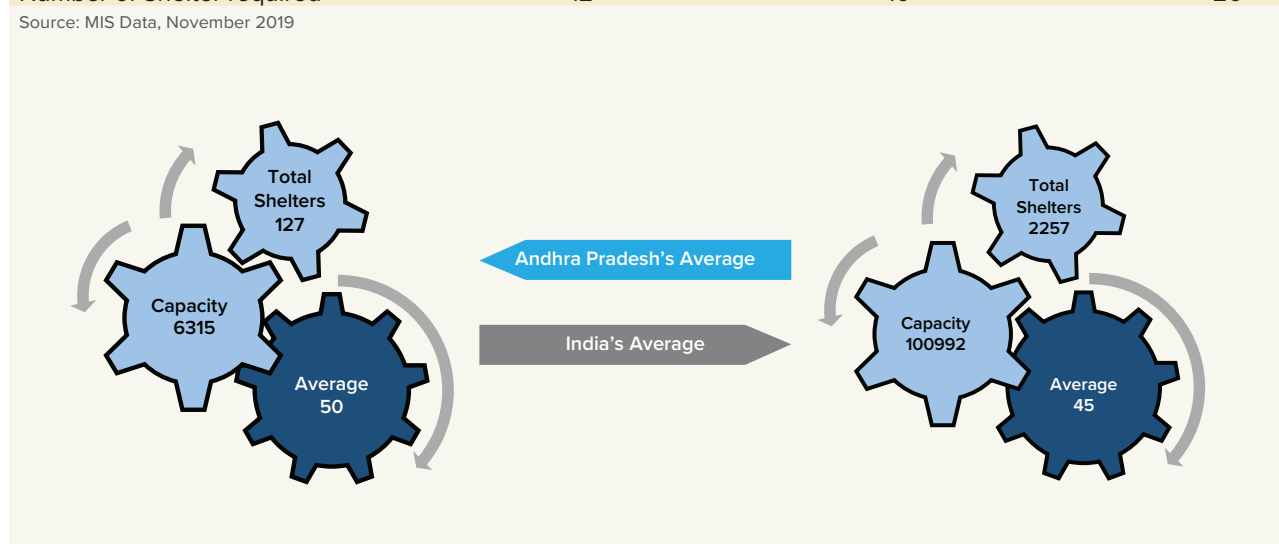 Source: MIS Data, November 2019
Total
Shelters
127
Capacity
6315
Average
50
Andhra Pradesh's Average
India's Average
Total
Shelters
2257
Capacity
100992
Average
45